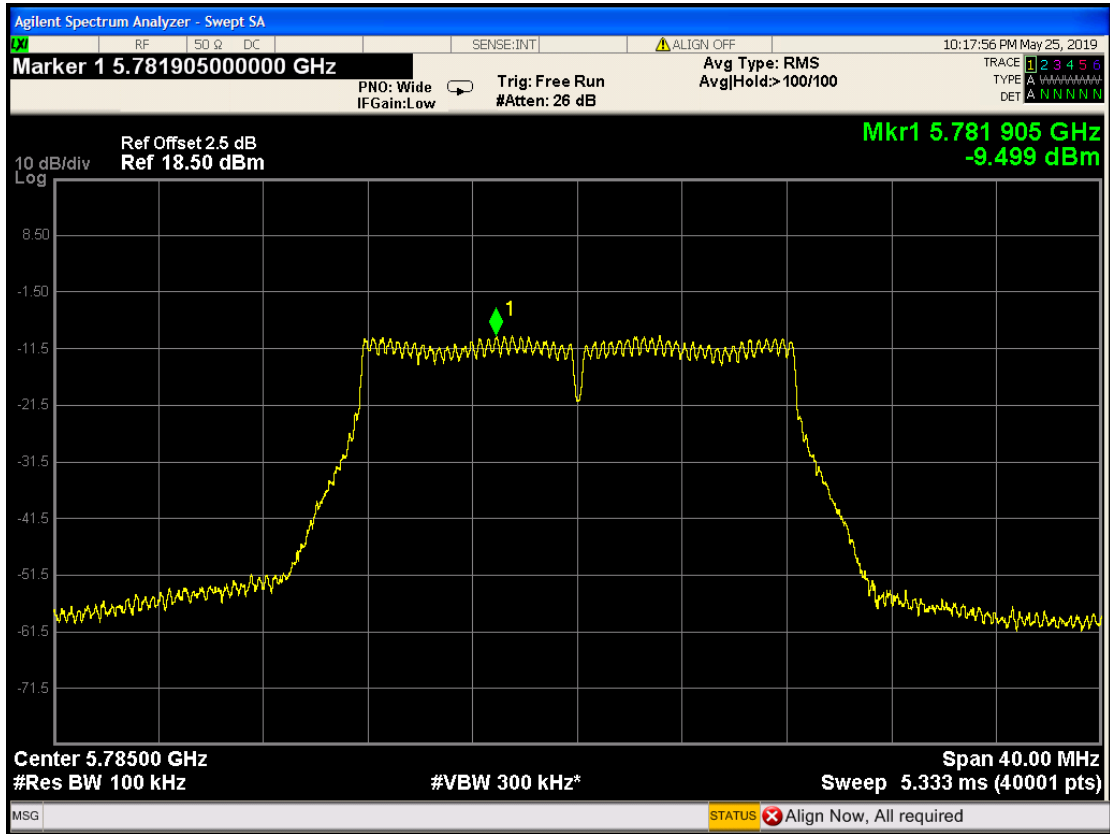 Agilent Spectrum Analyzer - Swept SA
LXI RF 50 Ω DC SENSE:INT ALIGN OFF 10:17:56 PM May 25, 2019
Marker 1 5.781905000000 GHz
PNO: Wide
IFGain:Low
Trig: Free Run
#Atten: 26 dB
Avg Type: RMS
Avg|Hold:>100/100
TRACE 1 2 3 4 5 6
TYPE A WWWWW
DET A N N N N N
Mkr1 5.781 905 GHz
-9.499 dBm
Ref Offset 2.5 dB
10 dB/div Ref 18.50 dBm
Log
1
8.50
-1.50
-11.5
-21.5
-31.5
-41.5
-51.5
-61.5
-71.5
Center 5.78500 GHz Span 40.00 MHz
#Res BW 100 kHz #VBW 300 kHz* Sweep 5.333 ms (40001 pts)
MSG STATUS Align Now, All required